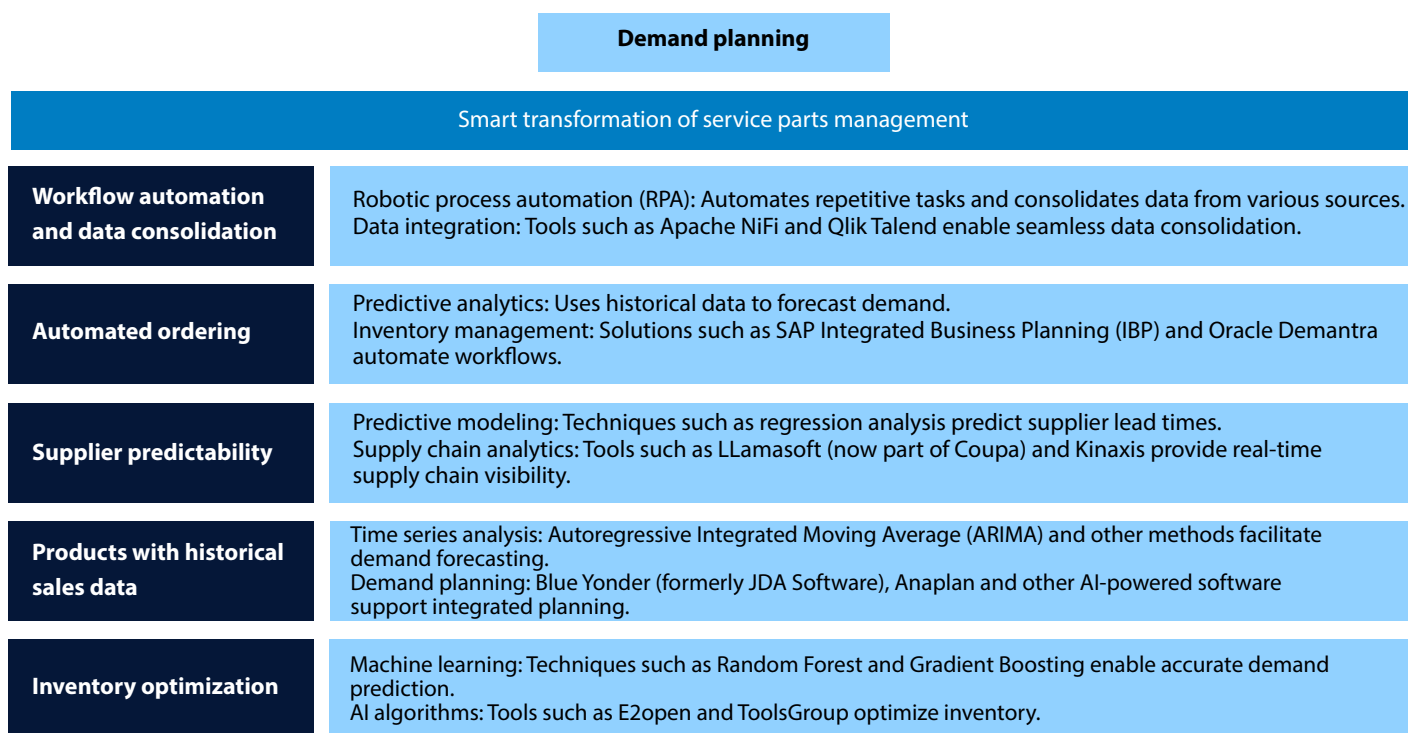 Demand planning
Smart transformation of service parts management
Workflow automation
and data consolidation
Robotic process automation (RPA): Automates repetitive tasks and consolidates data from various sources.
Data integration: Tools such as Apache NiFi and Qlik Talend enable seamless data consolidation.
Automated ordering
Predictive analytics: Uses historical data to forecast demand.
Inventory management: Solutions such as SAP Integrated Business Planning (IBP) and Oracle Demantra
automate workflows.
Supplier predictability
Predictive modeling: Techniques such as regression analysis predict supplier lead times.
Supply chain analytics: Tools such as LLamasoft (now part of Coupa) and Kinaxis provide real-time
supply chain visibility.
Products with historical
sales data
Time series analysis: Autoregressive Integrated Moving Average (ARIMA) and other methods facilitate
demand forecasting.
Demand planning: Blue Yonder (formerly JDA Software), Anaplan and other AI-powered software
support integrated planning.
Inventory optimization
Machine learning: Techniques such as Random Forest and Gradient Boosting enable accurate demand
prediction.
AI algorithms: Tools such as E2open and ToolsGroup optimize inventory.